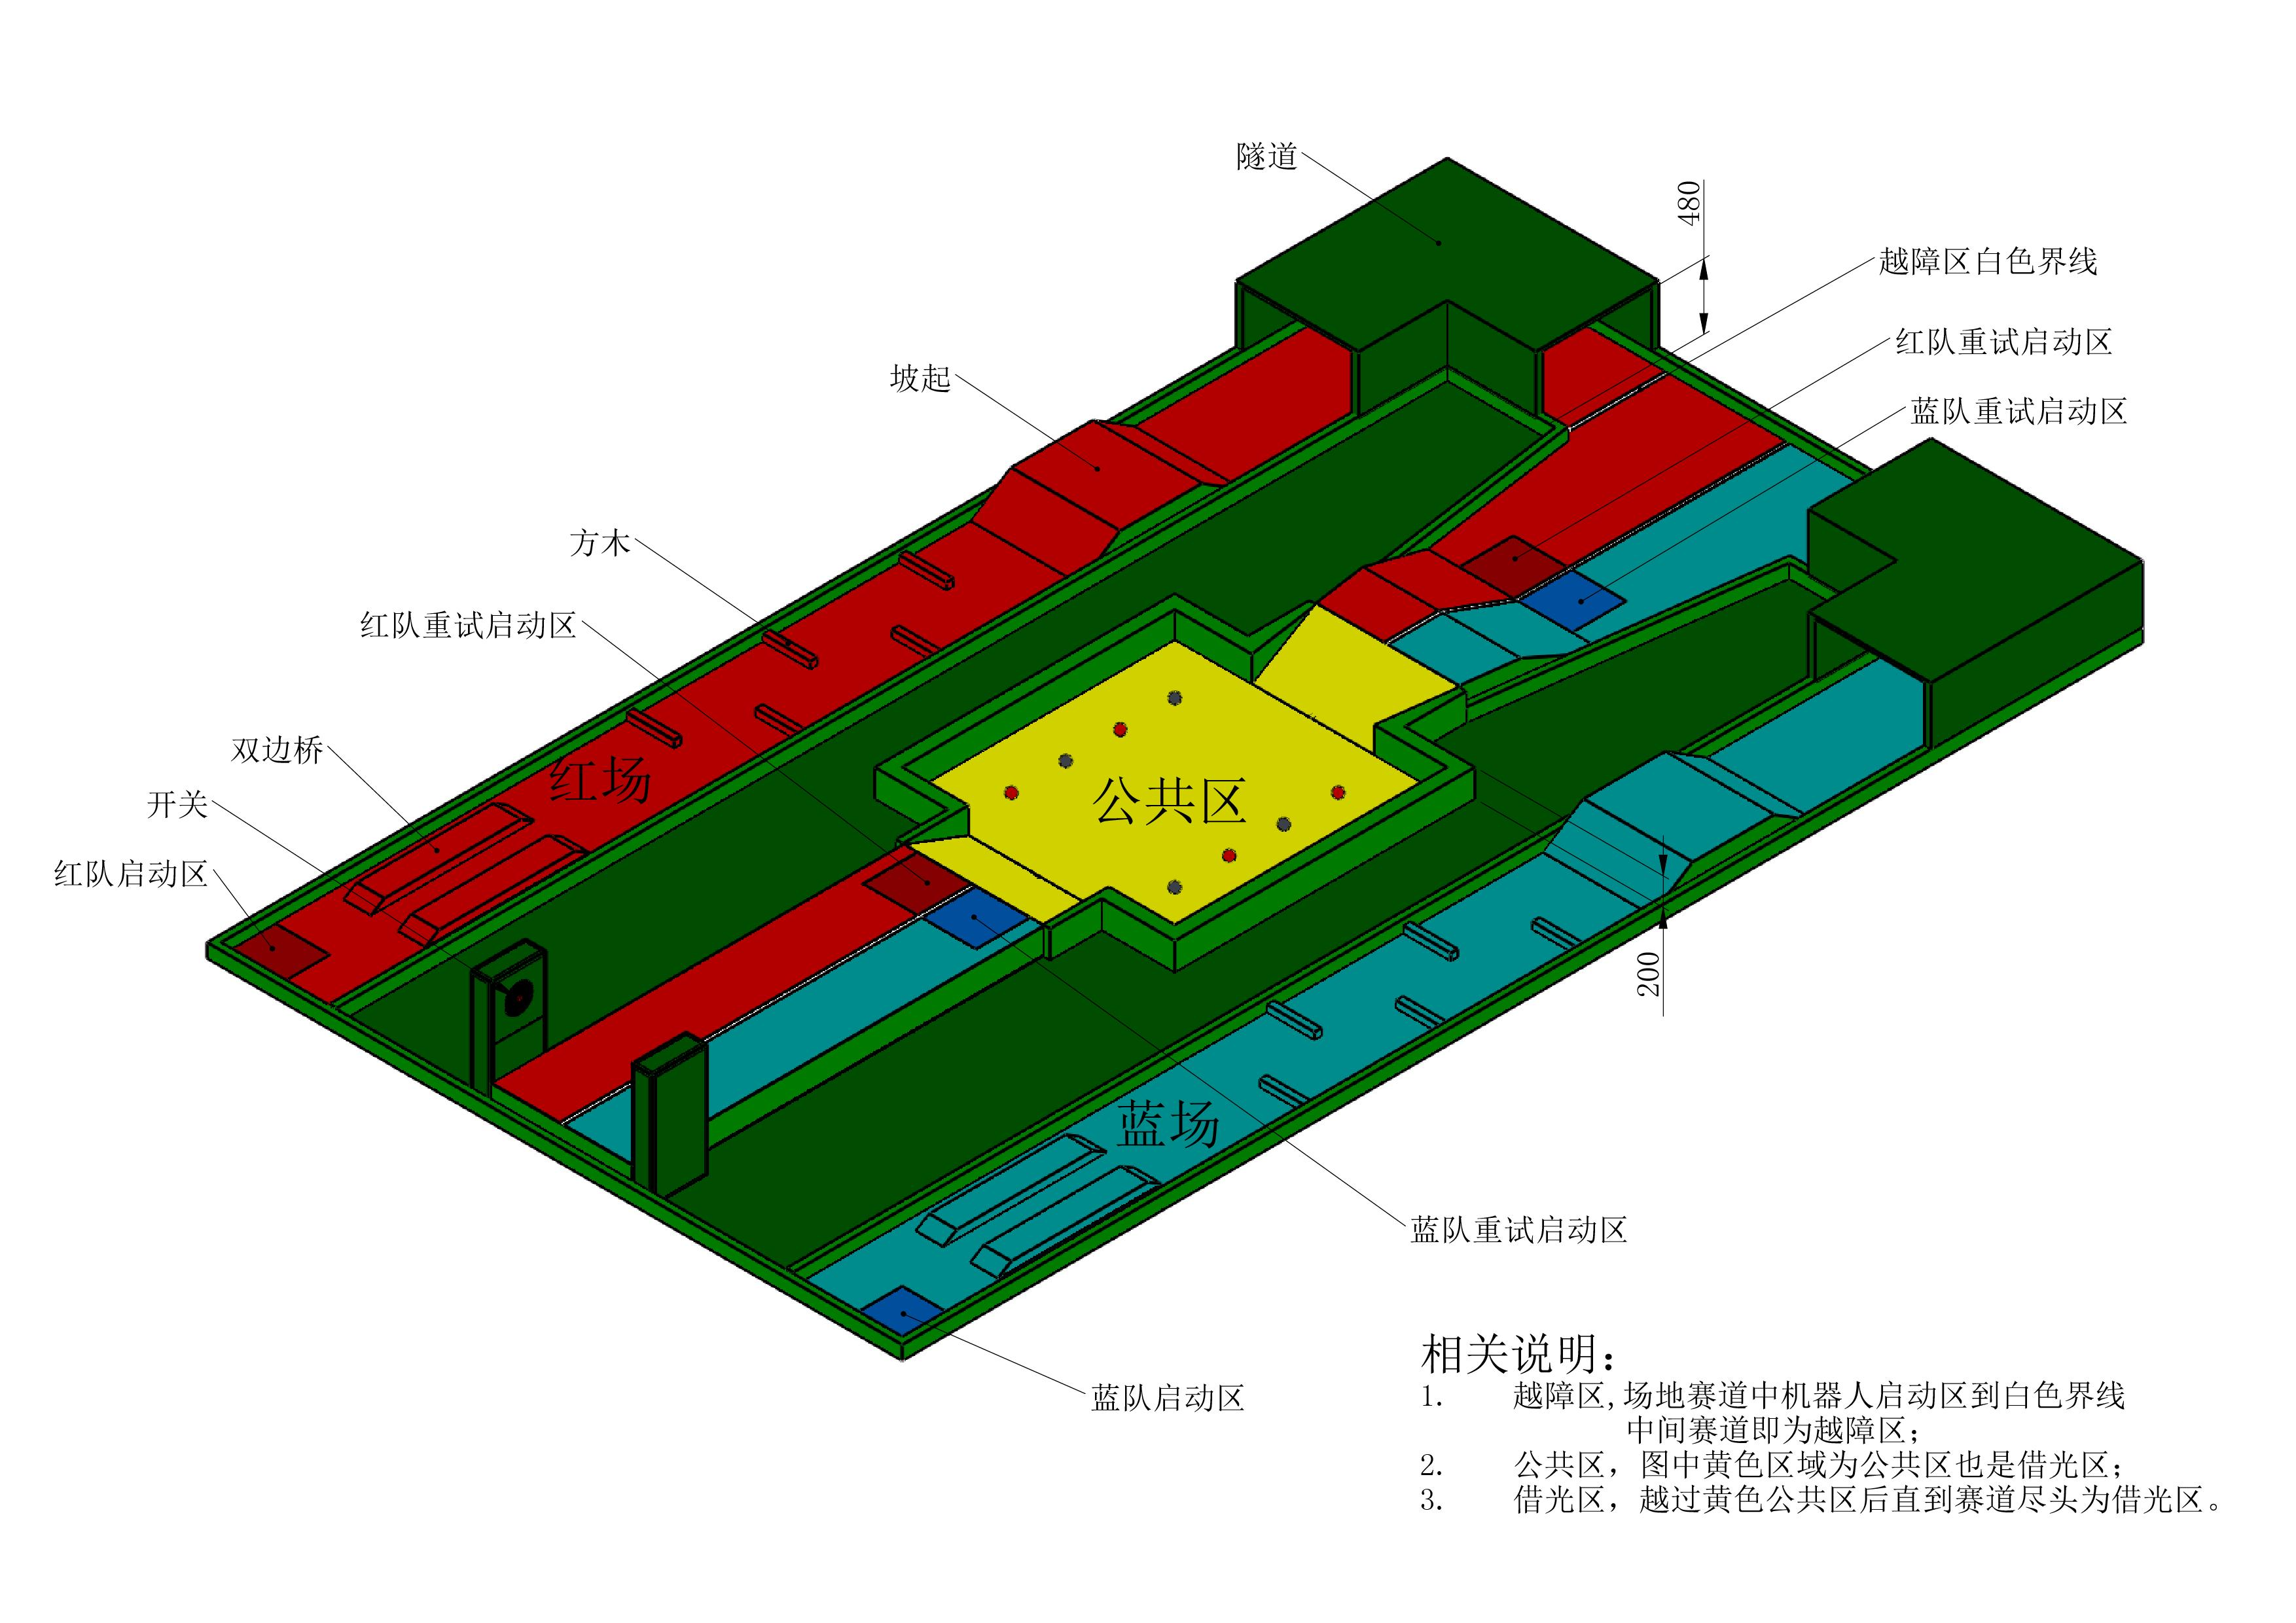 隧道
480
越障区白色界线
红队重试启动区
蓝队重试启动区
坡起
方木
红队重试启动区
双边桥
红场
开关
公共区
红队启动区
200
蓝场
蓝队重试启动区
蓝队启动区
相关说明：
1. 越障区,场地赛道中机器人启动区到白色界线
中间赛道即为越障区；
2. 公共区，图中黄色区域为公共区也是借光区；
3. 借光区，越过黄色公共区后直到赛道尽头为借光区。